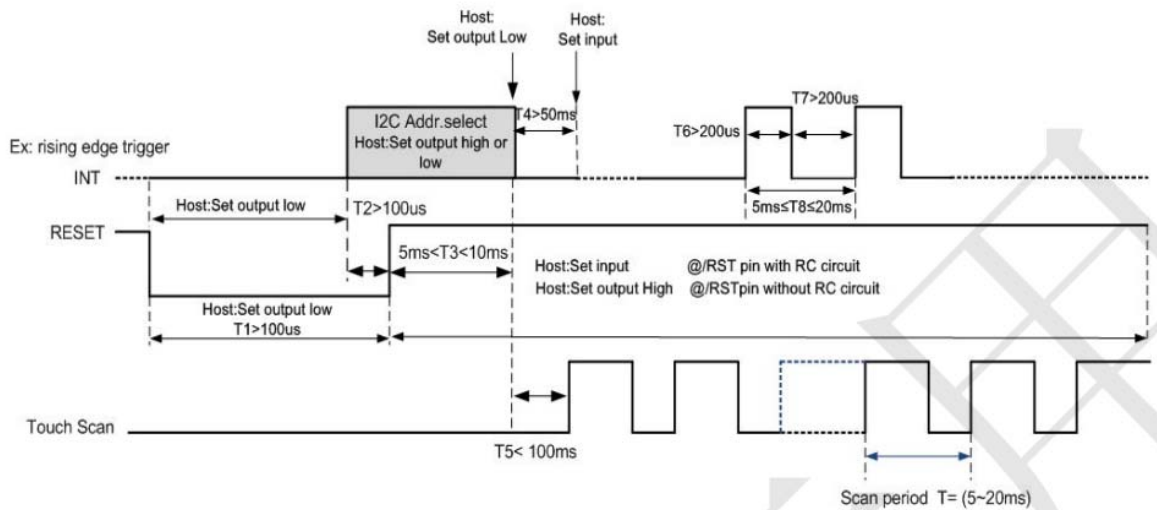 Host:
Set output Low
Host:
Set input
Ex: rising edge trigger
INT
I2C Addr.select
Host:Set output high or
low
T4>50ms
T6>200us
T7>200us
5ms≤T8≤20ms
Host:Set output low
T2>100us
RESET
5ms<T3<10ms
Host:Set input @/RST pin with RC circuit
Host:Set output High @/RSTpin without RC circuit
Host:Set output low
T1>100us
Touch Scan
T5< 100ms
Scan period T= (5~20ms)